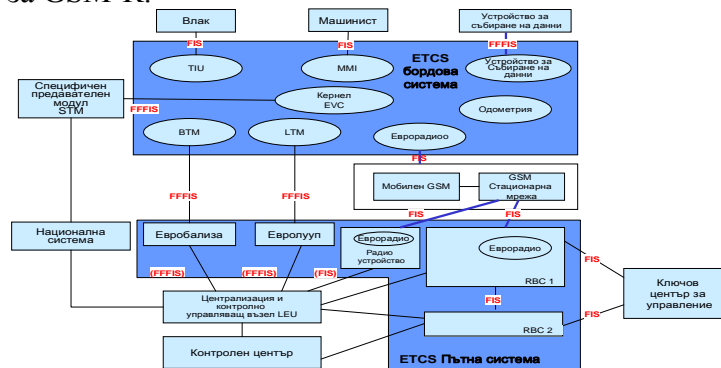 за GSM-R.
Влак
Машинист
Устройство за
събиране на данни
FIS
FIS
FFFIS
ETCS
бордова
система
TIU
MMI
Устройство за
Събиране на
данни
Специфичен
предавателен
модул
STM
FFFIS
Кернел
EVC
Одометрия
BTM
LTM
Еврорадиоо
FIS
FFFIS
FFFIS
Мобилен GSM
GSM
Стационарна
мрежа
FIS
FIS
Национална
система
Евробализа
Евролууп
Еврорадио
Радио
устройство
Еврорадио
RBC 1
(FFFIS)
(FFFIS)
(FIS)
FIS
Ключов
център за
управление
Централизация и
контролно
управляващ възел LEU
FIS
FIS
RBC 2
Контролен център
ETCS Пътна система